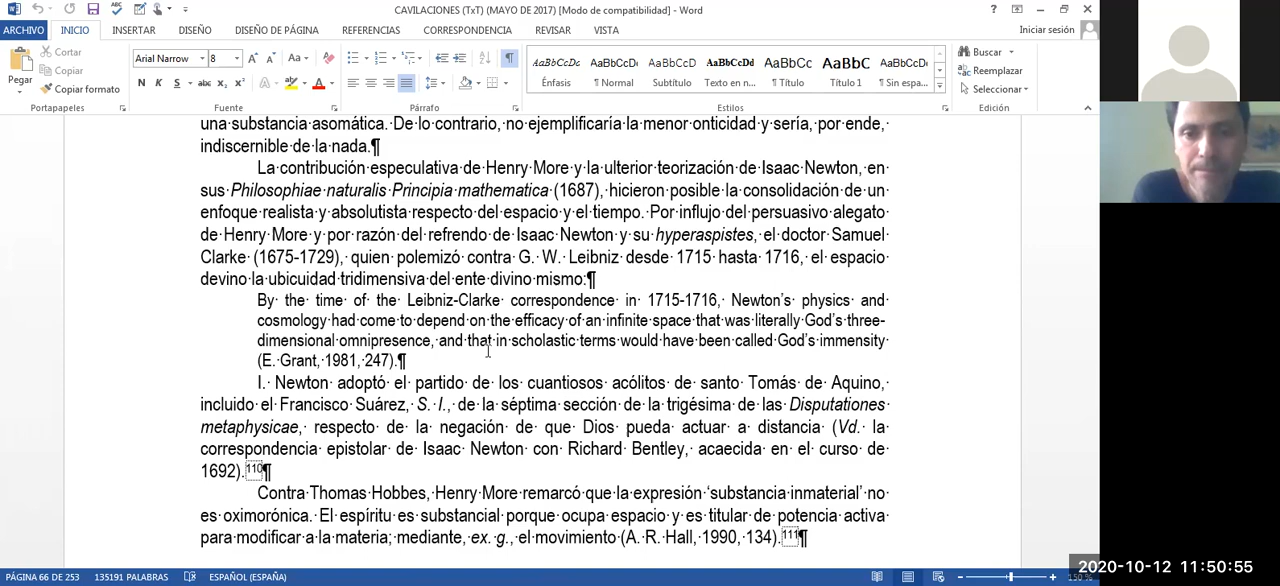 CAVILACIONES (TxT) (MAYO DE 2017) [Modo de compatibilidad] - Word
ARCHIVO INICIO INSERTAR DISEÑO DISEÑO DE PÁGINA REFERENCIAS CORRESPONDENCIA REVISAR VISTA Iniciar sesión
Pegar
Cortar
Copiar
Copiar formato
Portapapeles
Arial Narrow 8
N K S abc x₂ x²
Fuente
Párrafo
AaBbCcDc Énfasis
AaBbCcDc ¶ Normal
AaBbCcD Subtítulo
AaBbCcDd Texto en n...
AaBbCc ¶ Título
AaBbC Título 1
AaBbCcDc ¶ Sin espa...
Estilos
Buscar
Reemplazar
Seleccionar
Edición
una substancia asomática. De lo contrario, no ejemplificaría la menor onticidad y sería, por ende,
indiscernible de la nada.¶
La contribución especulativa de Henry More y la ulterior teorización de Isaac Newton, en
sus Philosophiae naturalis Principia mathematica (1687), hicieron posible la consolidación de un
enfoque realista y absolutista respecto del espacio y el tiempo. Por influjo del persuasivo alegato
de Henry More y por razón del refrendo de Isaac Newton y su hyperaspistes, el doctor Samuel
Clarke (1675-1729), quien polemizó contra G. W. Leibniz desde 1715 hasta 1716, el espacio
devino la ubicuidad tridimensiva del ente divino mismo:¶
By the time of the Leibniz-Clarke correspondence in 1715-1716, Newton's physics and
cosmology had come to depend on the efficacy of an infinite space that was literally God's three-
dimensional omnipresence, and that in scholastic terms would have been called God's immensity
(E. Grant, 1981, 247).¶
I. Newton adoptó el partido de los cuantiosos acólitos de santo Tomás de Aquino,
incluido el Francisco Suárez, S. I., de la séptima sección de la trigésima de las Disputationes
metaphysicae, respecto de la negación de que Dios pueda actuar a distancia (Vd. la
correspondencia epistolar de Isaac Newton con Richard Bentley, acaecida en el curso de
1692).110¶
Contra Thomas Hobbes, Henry More remarcó que la expresión 'substancia inmaterial' no
es oximorónica. El espíritu es substancial porque ocupa espacio y es titular de potencia activa
para modificar a la materia; mediante, ex. g., el movimiento (A. R. Hall, 1990, 134).111¶
PÁGINA 66 DE 253 135191 PALABRAS ESPAÑOL (ESPAÑA) 150 %
2020-10-12 11:50:55